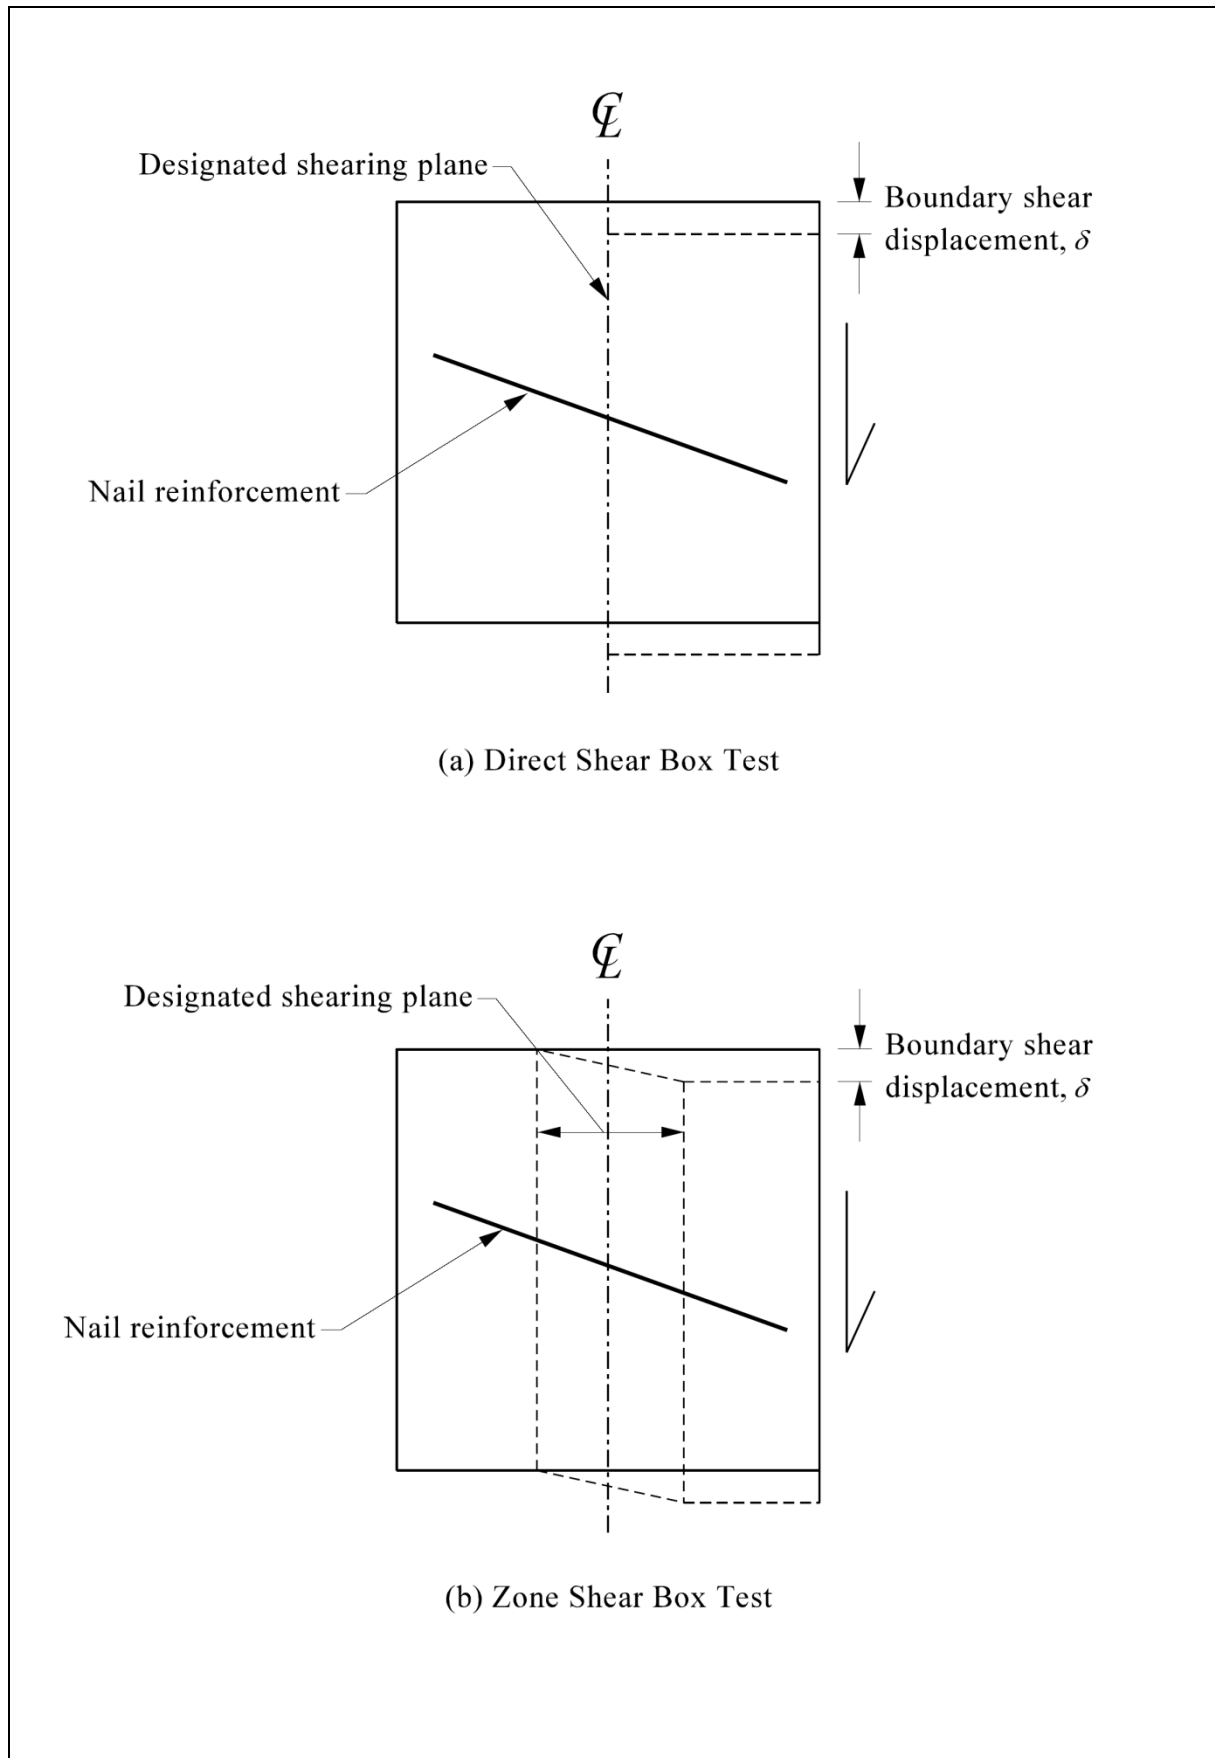 ℄
Designated shearing plane
Boundary shear
displacement, δ
Nail reinforcement
(a) Direct Shear Box Test
℄
Designated shearing plane
Boundary shear
displacement, δ
Nail reinforcement
(b) Zone Shear Box Test